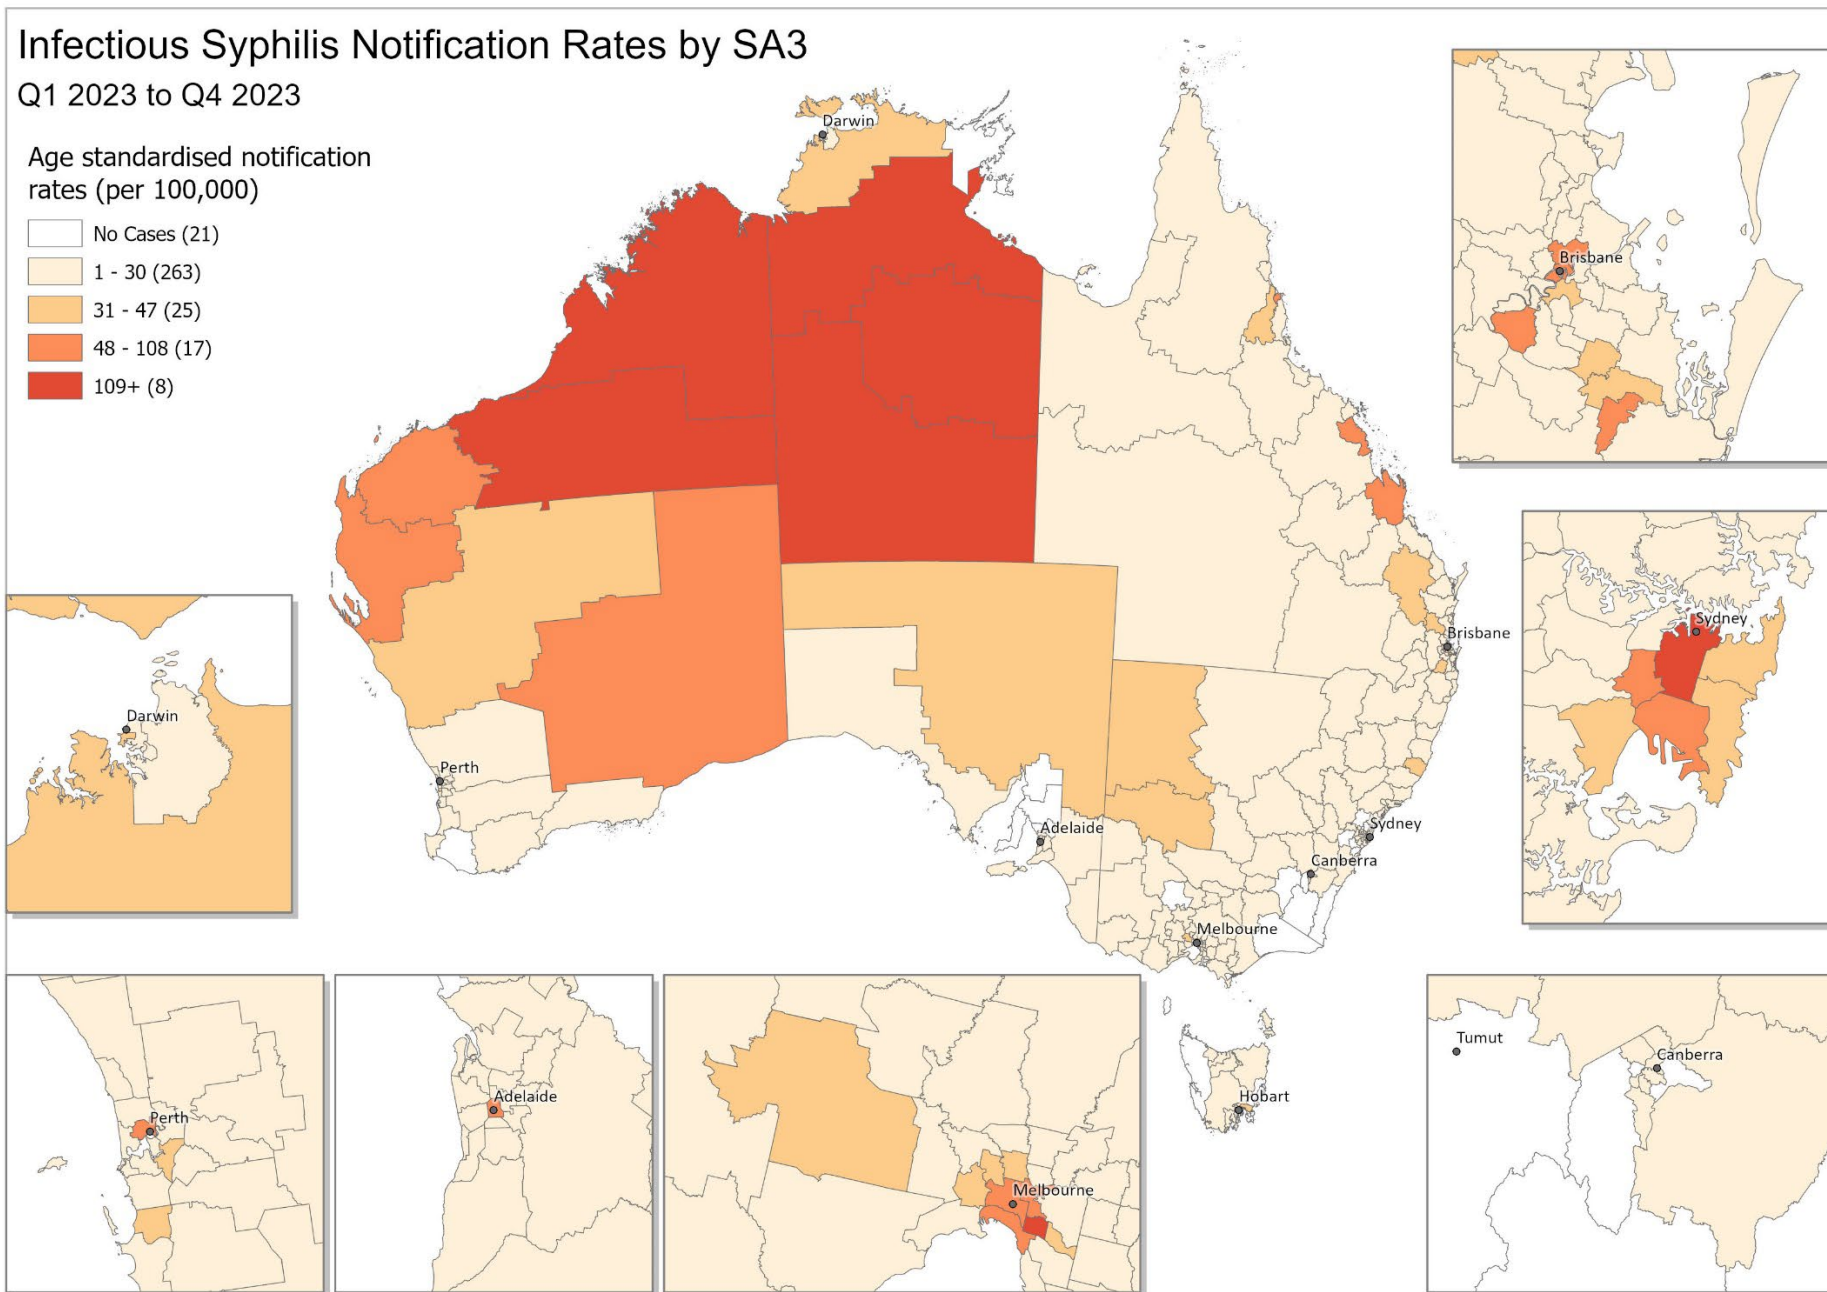 Infectious Syphilis Notification Rates by SA3
Q1 2023 to Q4 2023
Age standardised notification
rates (per 100,000)
No Cases (21)
1 - 30 (263)
31 - 47 (25)
48 - 108 (17)
109+ (8)
Darwin
Brisbane
Perth
Adelaide
Sydney
Canberra
Melbourne
Hobart
Brisbane
Sydney
Darwin
Perth
Adelaide
Melbourne
Tumut
Canberra